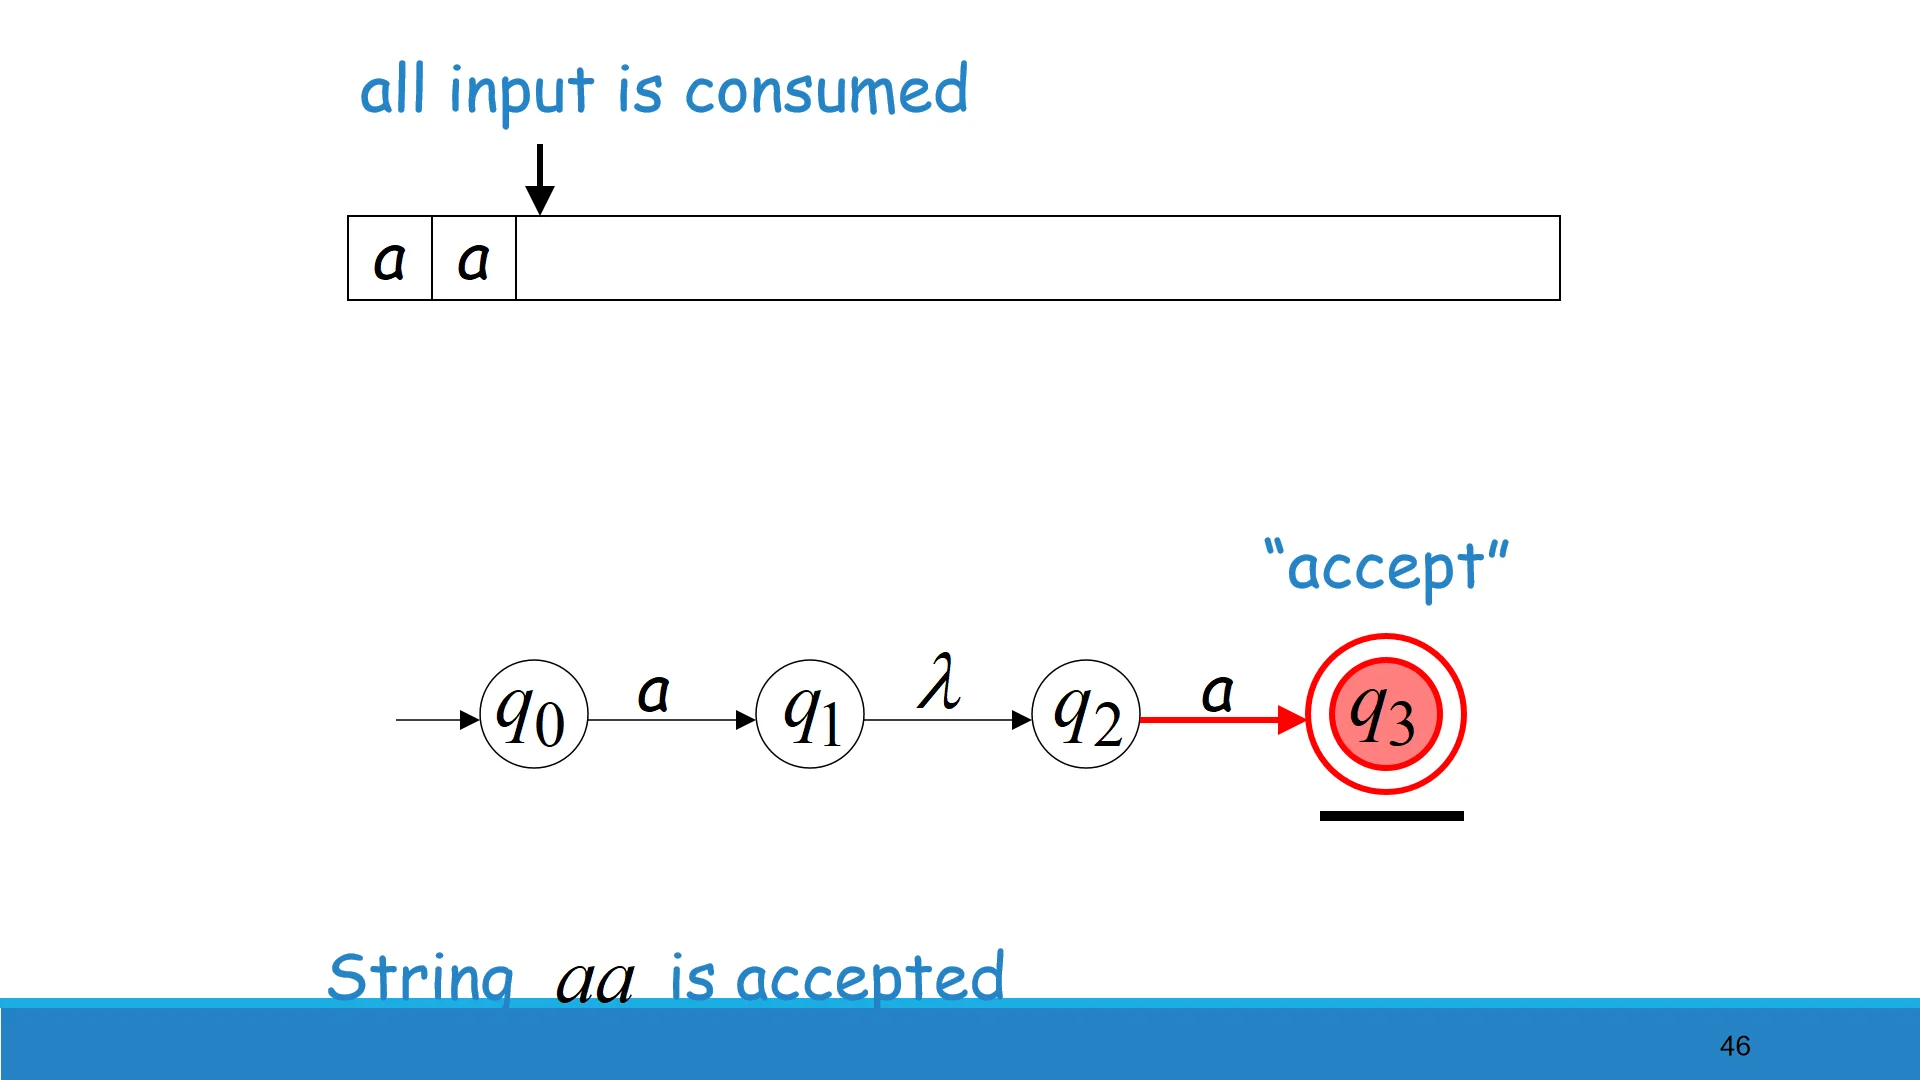 all input is consumed
a a
“accept”
q0 a q1 λ q2 a q3
String aa is accepted
46